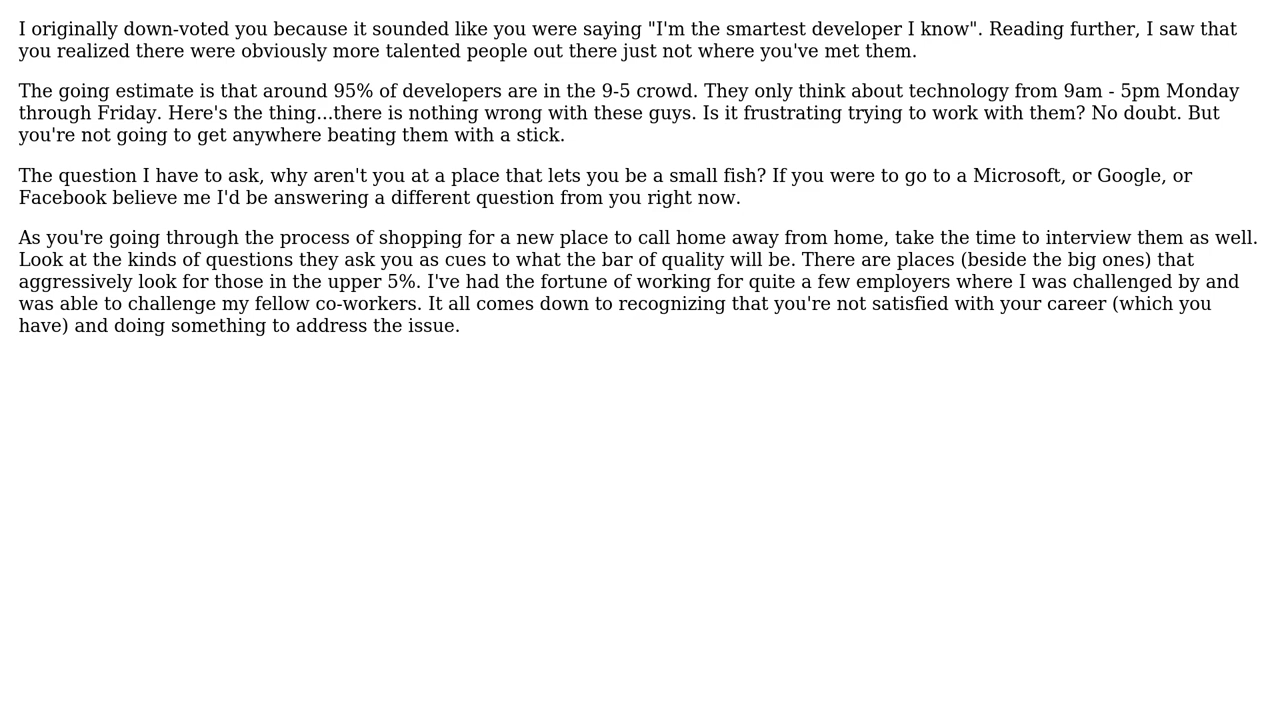 I originally down-voted you because it sounded like you were saying "I'm the smartest developer I know". Reading further, I saw that
you realized there were obviously more talented people out there just not where you've met them.
The going estimate is that around 95% of developers are in the 9-5 crowd. They only think about technology from 9am - 5pm Monday
through Friday. Here's the thing...there is nothing wrong with these guys. Is it frustrating trying to work with them? No doubt. But
you're not going to get anywhere beating them with a stick.
The question I have to ask, why aren't you at a place that lets you be a small fish? If you were to go to a Microsoft, or Google, or
Facebook believe me I'd be answering a different question from you right now.
As you're going through the process of shopping for a new place to call home away from home, take the time to interview them as well.
Look at the kinds of questions they ask you as cues to what the bar of quality will be. There are places (beside the big ones) that
aggressively look for those in the upper 5%. I've had the fortune of working for quite a few employers where I was challenged by and
was able to challenge my fellow co-workers. It all comes down to recognizing that you're not satisfied with your career (which you
have) and doing something to address the issue.